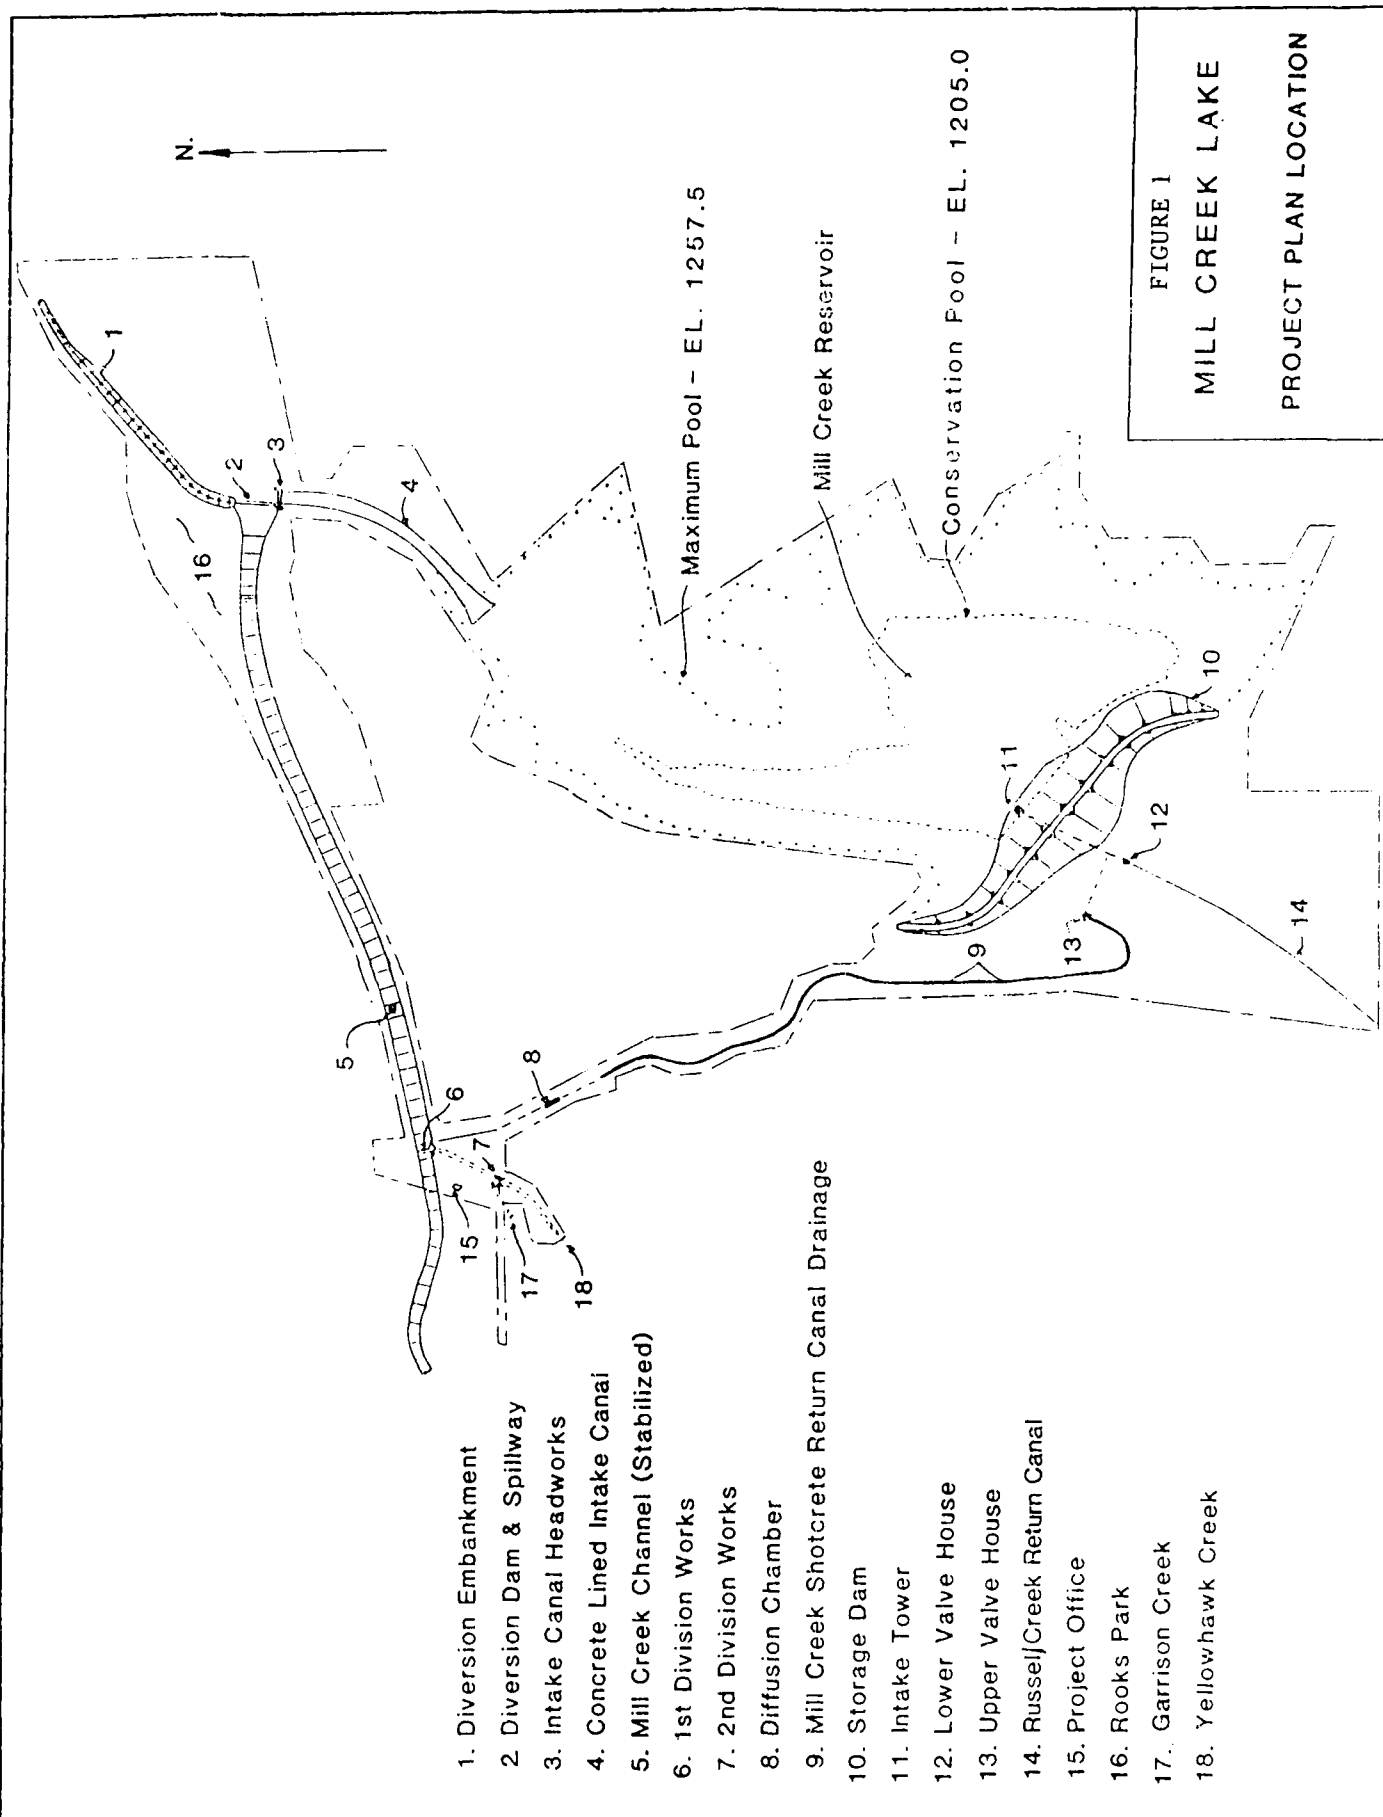 N.
1
2
3
4
16
5
6
7
8
15
17
18
9
10
11
12
13
14
Maximum Pool - EL. 1257.5
Mill Creek Reservoir
Conservation Pool - EL. 1205.0
1. Diversion Embankment
2 Diversion Dam & Spillway
3. Intake Canal Headworks
4. Concrete Lined Intake Canal
5. Mill Creek Channel (Stabilized)
6. 1st Division Works
7. 2nd Division Works
8. Diffusion Chamber
9. Mill Creek Shotcrete Return Canal Drainage
10. Storage Dam
11. Intake Tower
12. Lower Valve House
13. Upper Valve House
14. Russel/Creek Return Canal
15. Project Office
16. Rooks Park
17. Garrison Creek
18. Yellowhawk Creek
FIGURE 1
MILL CREEK LAKE
PROJECT PLAN LOCATION